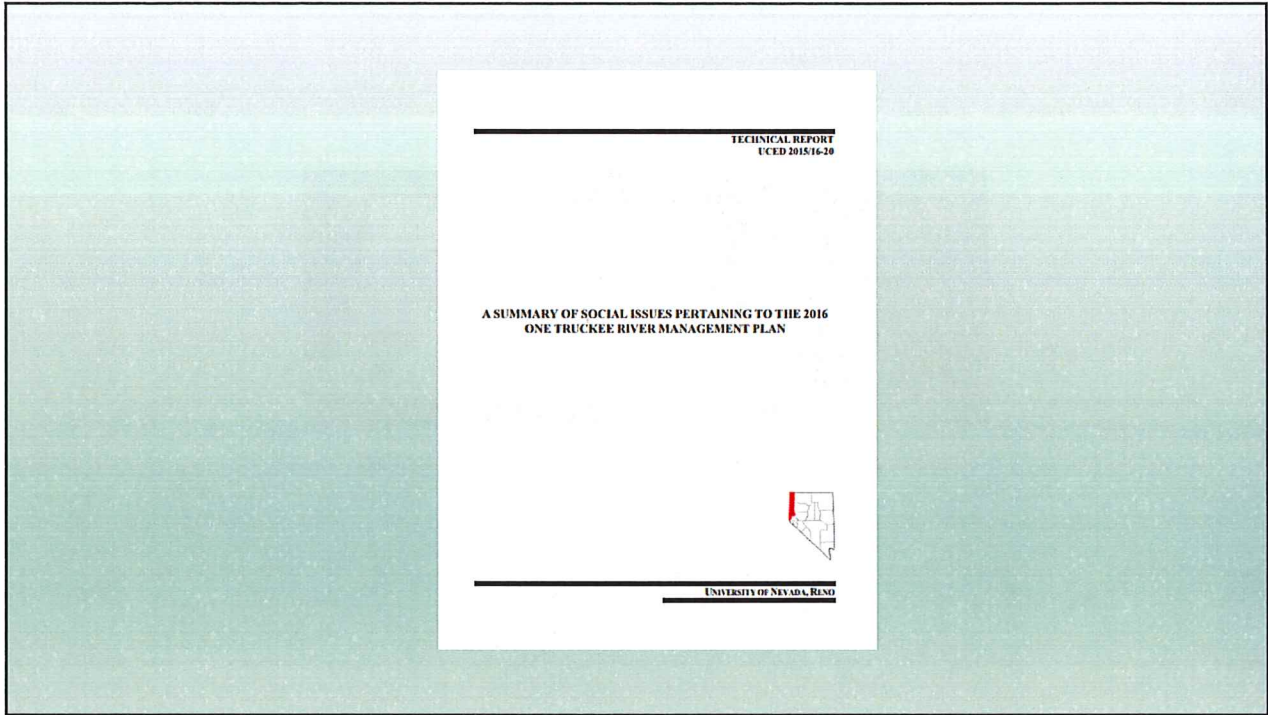 TECHNICAL REPORT
UCED 2015/16-20
A SUMMARY OF SOCIAL ISSUES PERTAINING TO THE 2016
ONE TRUCKEE RIVER MANAGEMENT PLAN
UNIVERSITY OF NEVADA, RENO